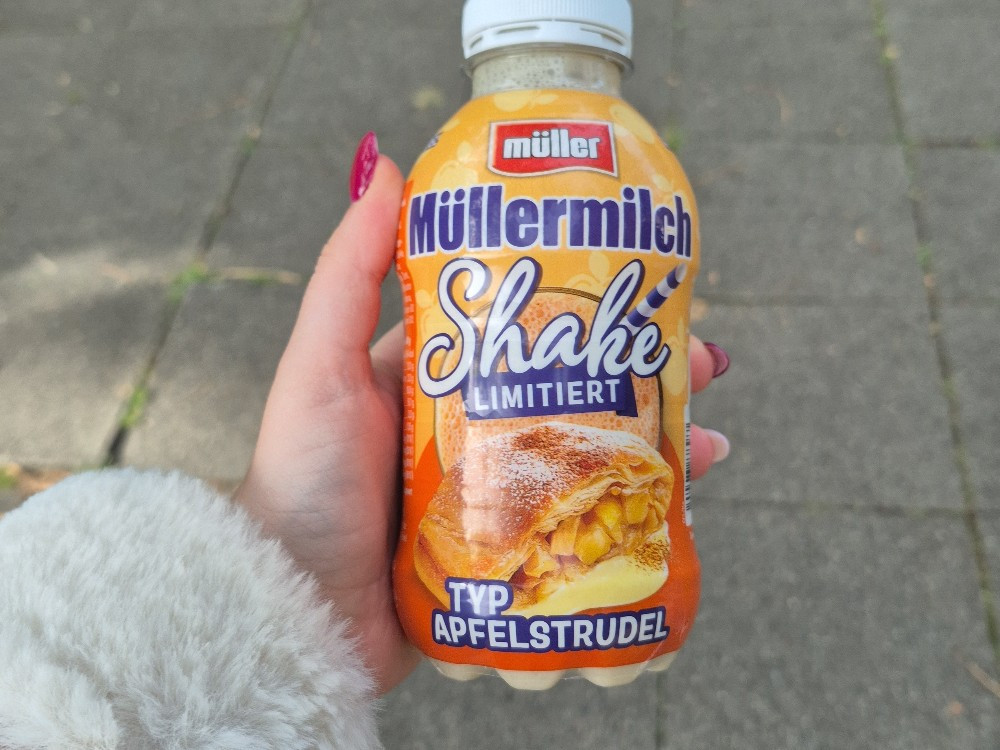 müller
Müllermilch
Shake
LIMITIERT
TYP
APFELSTRUDEL